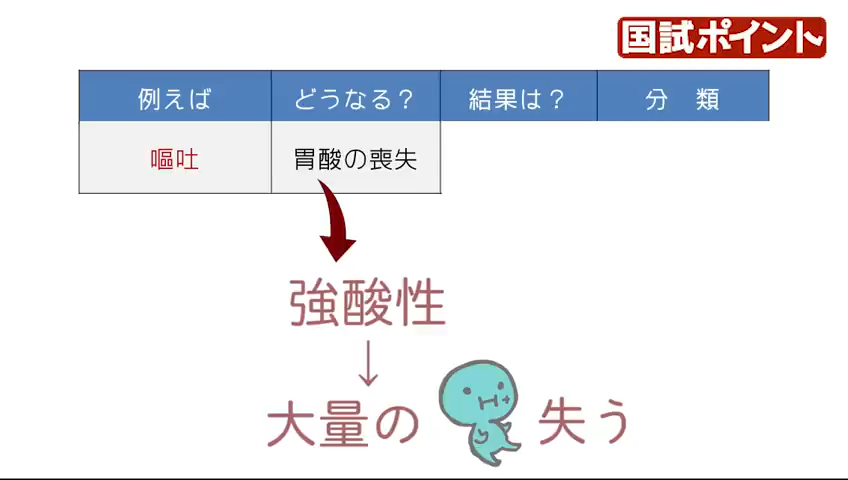 国試ポイント
例えば どうなる？ 結果は？ 分 類
嘔吐 胃酸の喪失
強酸性
↓
大量の H+ 失う